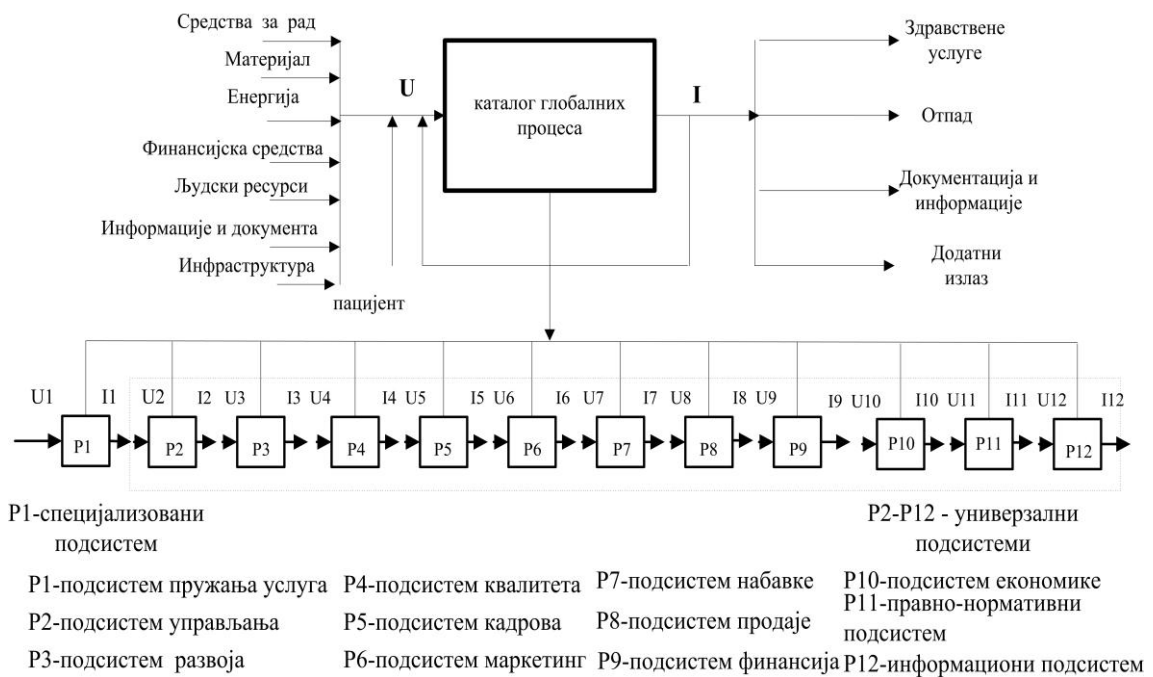 Средства за рад
Материјал
Енергија
Финансијска средства
Људски ресурси
Информације и документа
Инфраструктура
пацијент
U
каталог глобалних
процеса
I
Здравствене
услуге
Отпад
Документација и
информације
Додатни
излаз
U1 I1 U2 I2 U3 I3 U4 I4 U5 I5 U6 I6 U7 I7 U8 I8 U9 I9 U10 I10 U11 I11 U12 I12
P1 P2 P3 P4 P5 P6 P7 P8 P9 P10 P11 P12
P1-специјализовани
подсистем
P2-P12 - универзални
подсистеми
P1-подсистем пружања услуга
P2-подсистем управљања
P3-подсистем развоја
P4-подсистем квалитета
P5-подсистем кадрова
P6-подсистем маркетинг
P7-подсистем набавке
P8-подсистем продаје
P9-подсистем финансија
P10-подсистем економике
P11-правно-нормативни
подсистем
P12-информациони подсистем